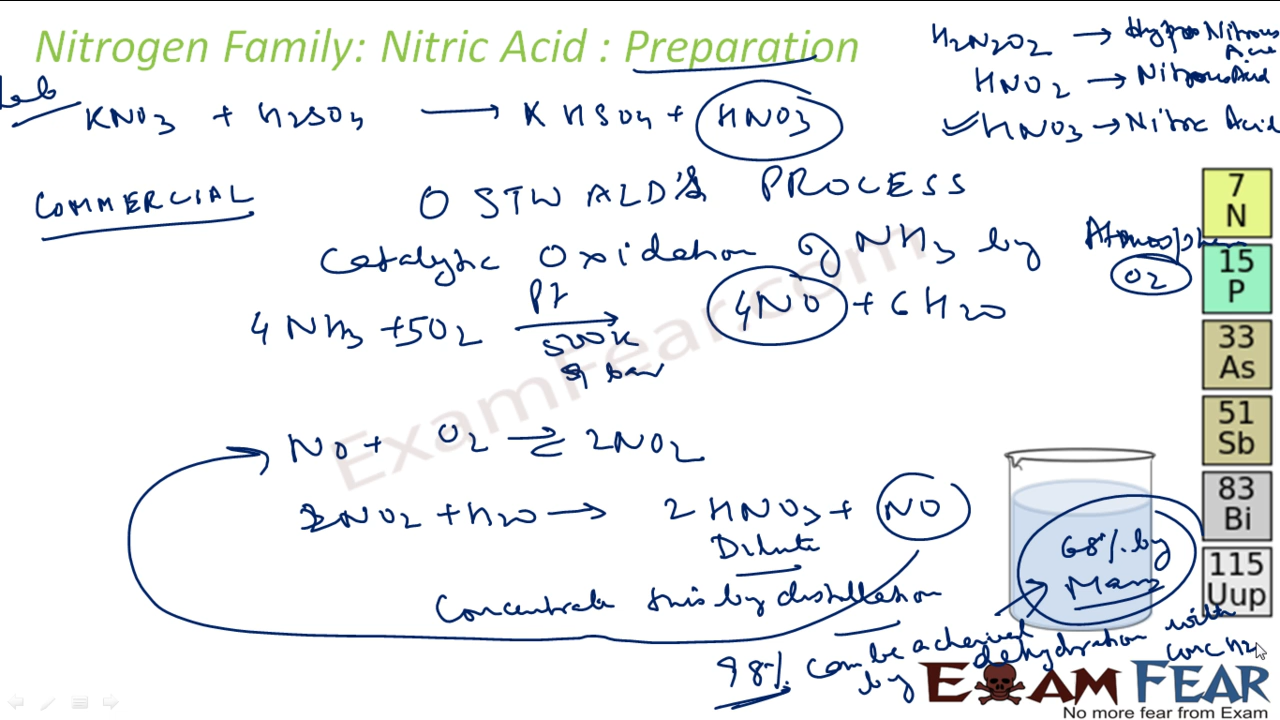 Nitrogen Family: Nitric Acid : Preparation
H2N2O2 → Hypo Nitrous Acid
HNO2 → Nitrous Acid
HNO3 → Nitric Acid
Lab
KNO3 + H2SO4 → KHSO4 + HNO3
COMMERCIAL
OSTWALD'S PROCESS
Catalytic Oxidation of NH3 by Atmospheric
O2
4NH3 + 5O2 → 4NO + 6H2O
Pt
500K
9 bar
NO + O2 ⇌ 2NO2
3NO2 + H2O → 2HNO3 + NO
Dilute
Concentrate this by distillation
68% by
Mass
98% can be achieved
by dehydration with
conc H2
7
N
15
P
33
As
51
Sb
83
Bi
115
Uup
ExamFear.com
EXAM FEAR
No more fear from Exam